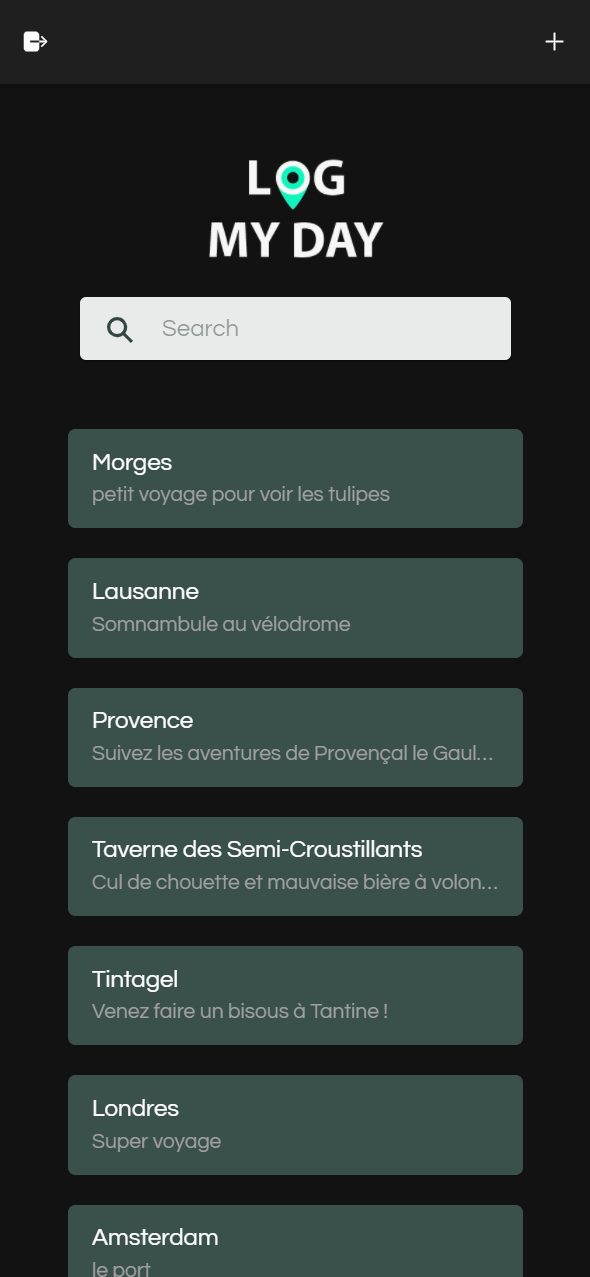 LOG
MY DAY
Search
Morges
petit voyage pour voir les tulipes
Lausanne
Somnambule au vélodrome
Provence
Suivez les aventures de Provençal le Gaul...
Taverne des Semi-Croustillants
Cul de chouette et mauvaise bière à volon...
Tintagel
Venez faire un bisous à Tantine !
Londres
Super voyage
Amsterdam
le port